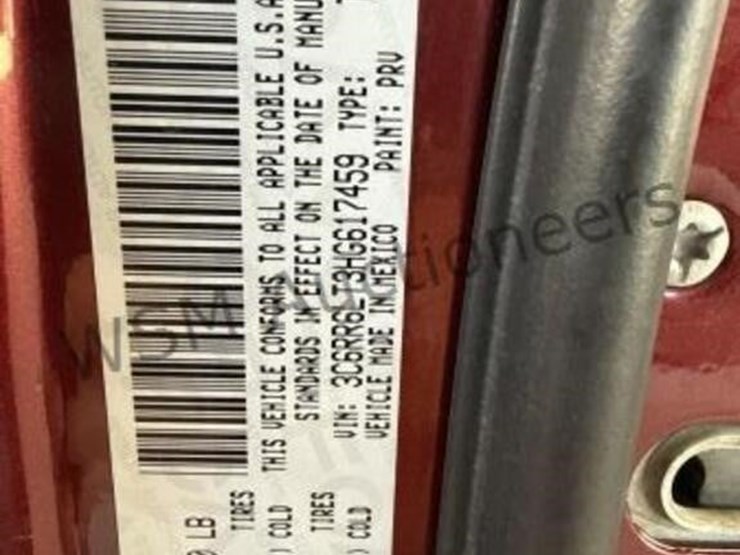 0 LB
TIRES
) COLD
TIRES
) COLD
THIS VEHICLE CONFORMS TO ALL APPLICABLE U.S.A
STANDARDS IN EFFECT ON THE DATE OF MANU
VIN: 3C6RR6LT3HG617459 TYPE:
VEHICLE MADE IN MEXICO PAINT: PRV
WSM Auctioneers